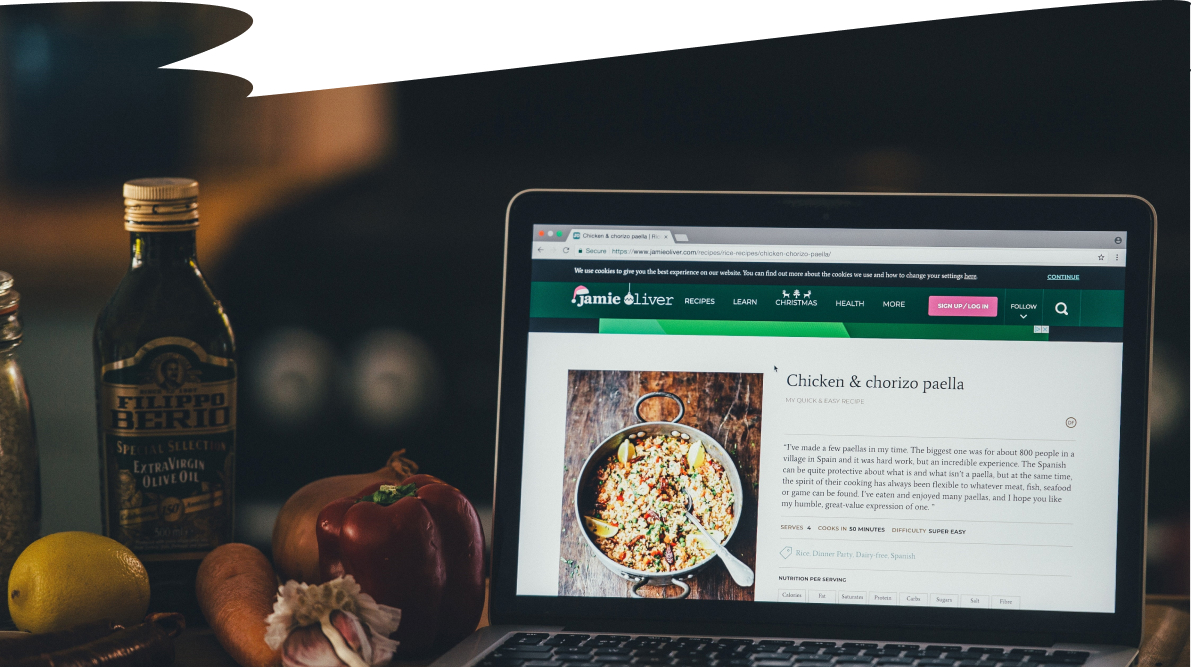 FILIPPO
BERIO
SPECIAL SELECTION
EXTRA VIRGIN
OLIVE OIL
Chicken & chorizo paella | R
Secure https://www.jamieoliver.com/recipes/rice-recipes/chicken-chorizo-paella/
We use cookies to give you the best experience on our website. You can find out more about the cookies we use and how to change your settings here.
CONTINUE
jamie oliver RECIPES LEARN CHRISTMAS HEALTH MORE SIGN UP / LOG IN FOLLOW
Chicken & chorizo paella
MY QUICK & EASY RECIPE
DF
"I've made a few paellas in my time. The biggest one was for about 800 people in a
village in Spain and it was hard work, but an incredible experience. The Spanish
can be quite protective about what is and what isn't a paella, but at the same time,
the spirit of their cooking has always been flexible to whatever meat, fish, seafood
or game can be found. I've eaten and enjoyed many paellas, and I hope you like
my humble, great-value expression of one. "
SERVES 4 COOKS IN 50 MINUTES DIFFICULTY SUPER EASY
Rice, Dinner Party, Dairy-free, Spanish
NUTRITION PER SERVING
Calories Fat Saturates Protein Carbs Sugars Salt Fibre